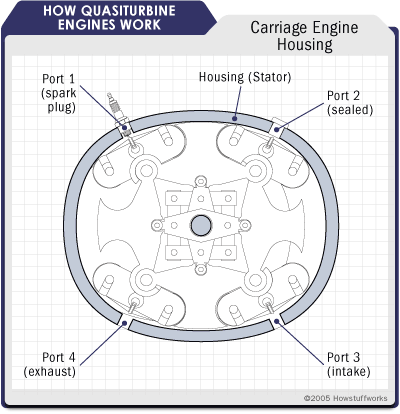 HOW QUASITURBINE
ENGINES WORK
Carriage Engine
Housing
Port 1
(spark
plug)
Housing (Stator)
Port 2
(sealed)
Port 4
(exhaust)
Port 3
(intake)
©2005 Howstuffworks